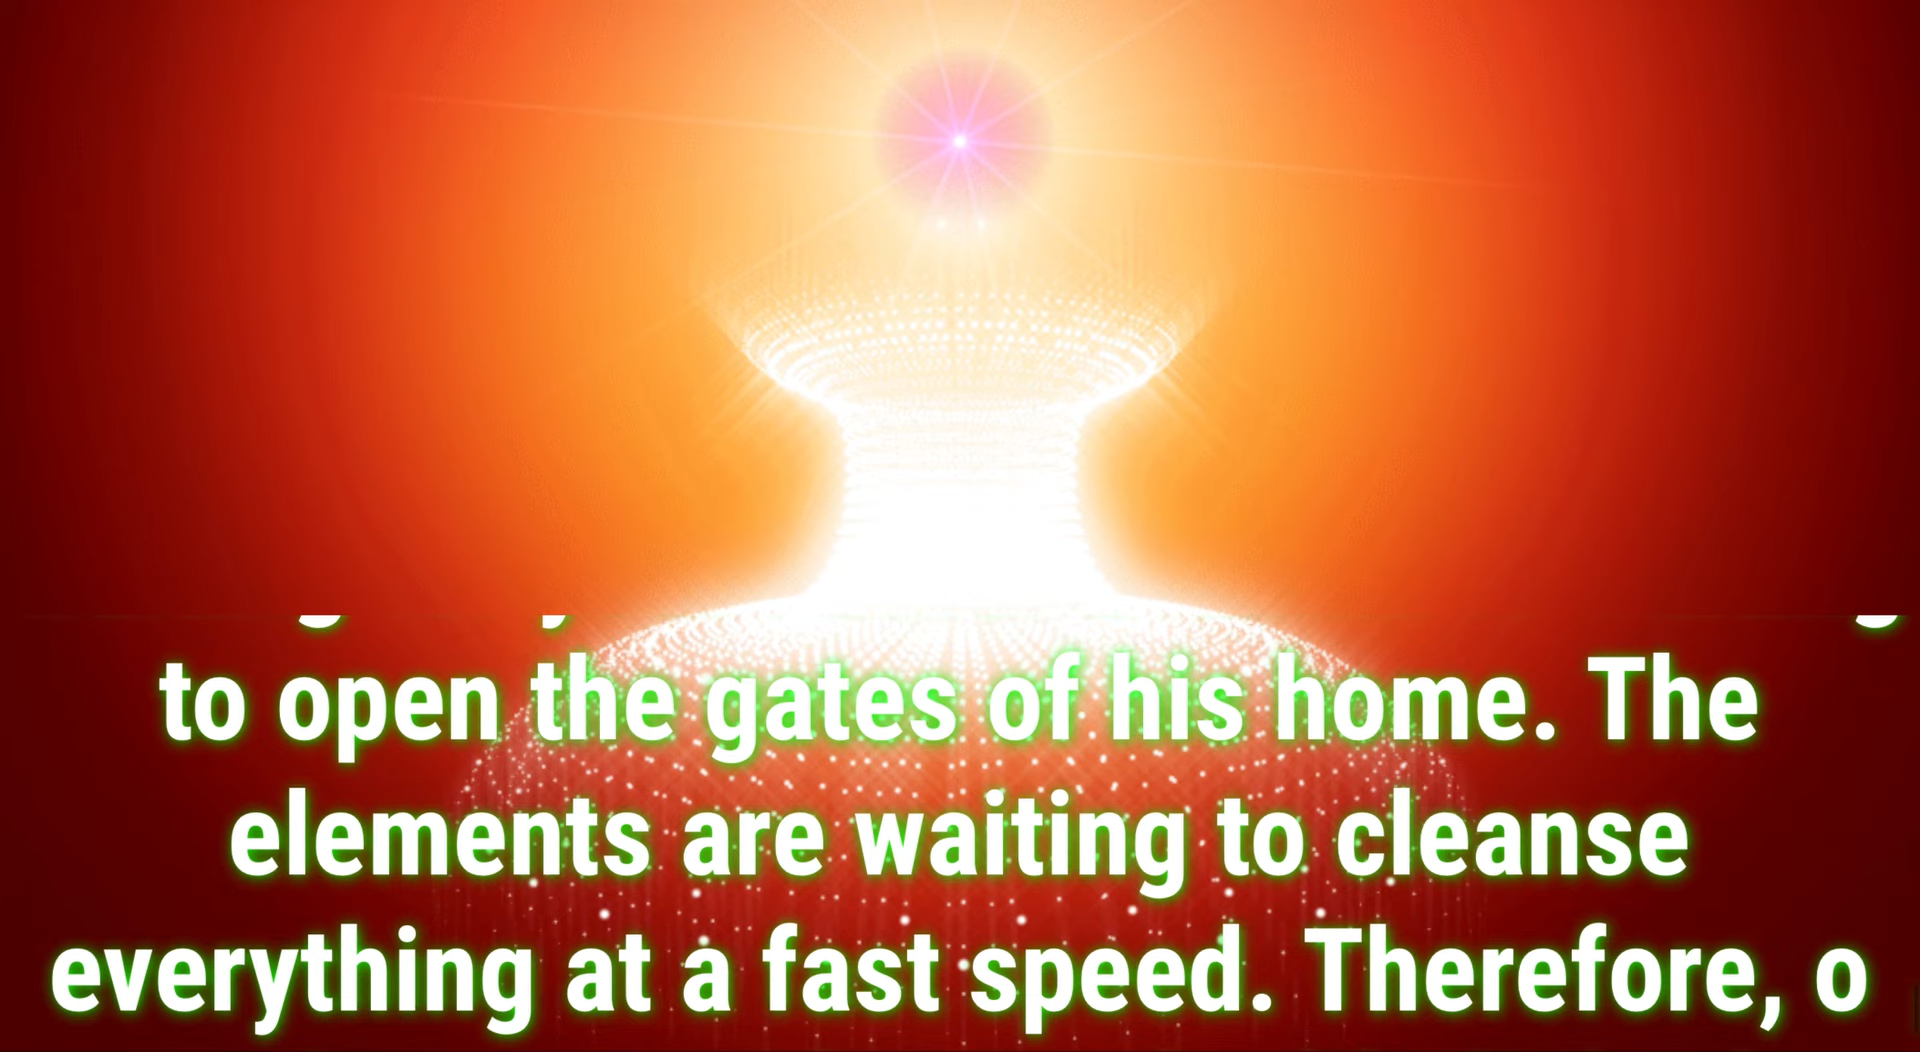 to open the gates of his home. The
elements are waiting to cleanse
everything at a fast speed. Therefore, o